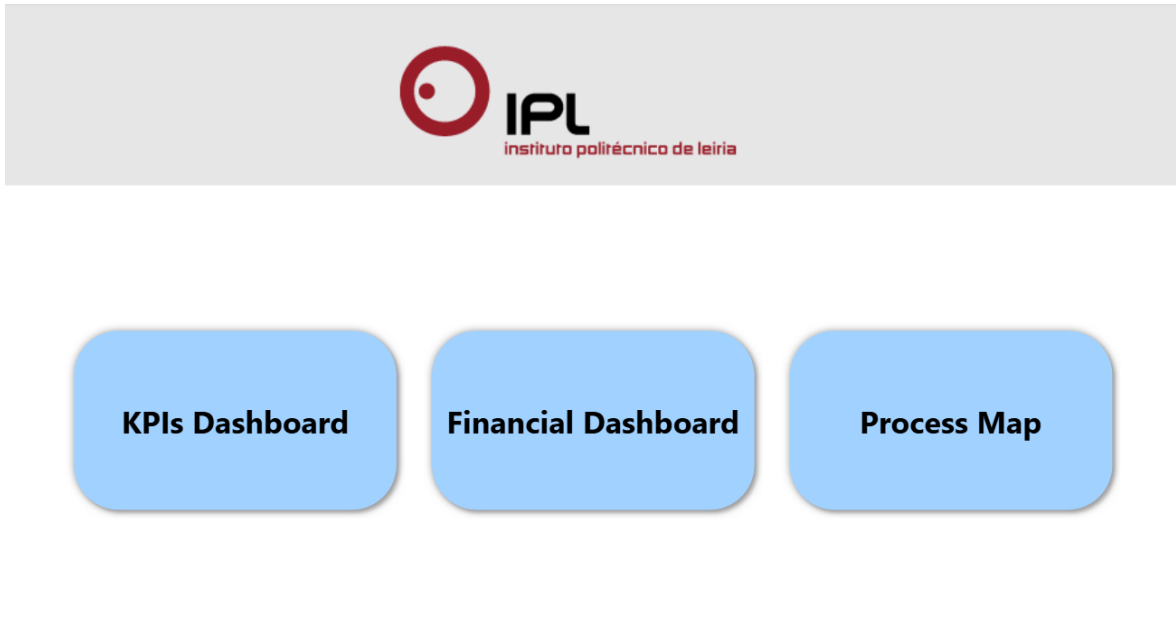 IPL
instituto politécnico de leiria
KPIs Dashboard
Financial Dashboard
Process Map